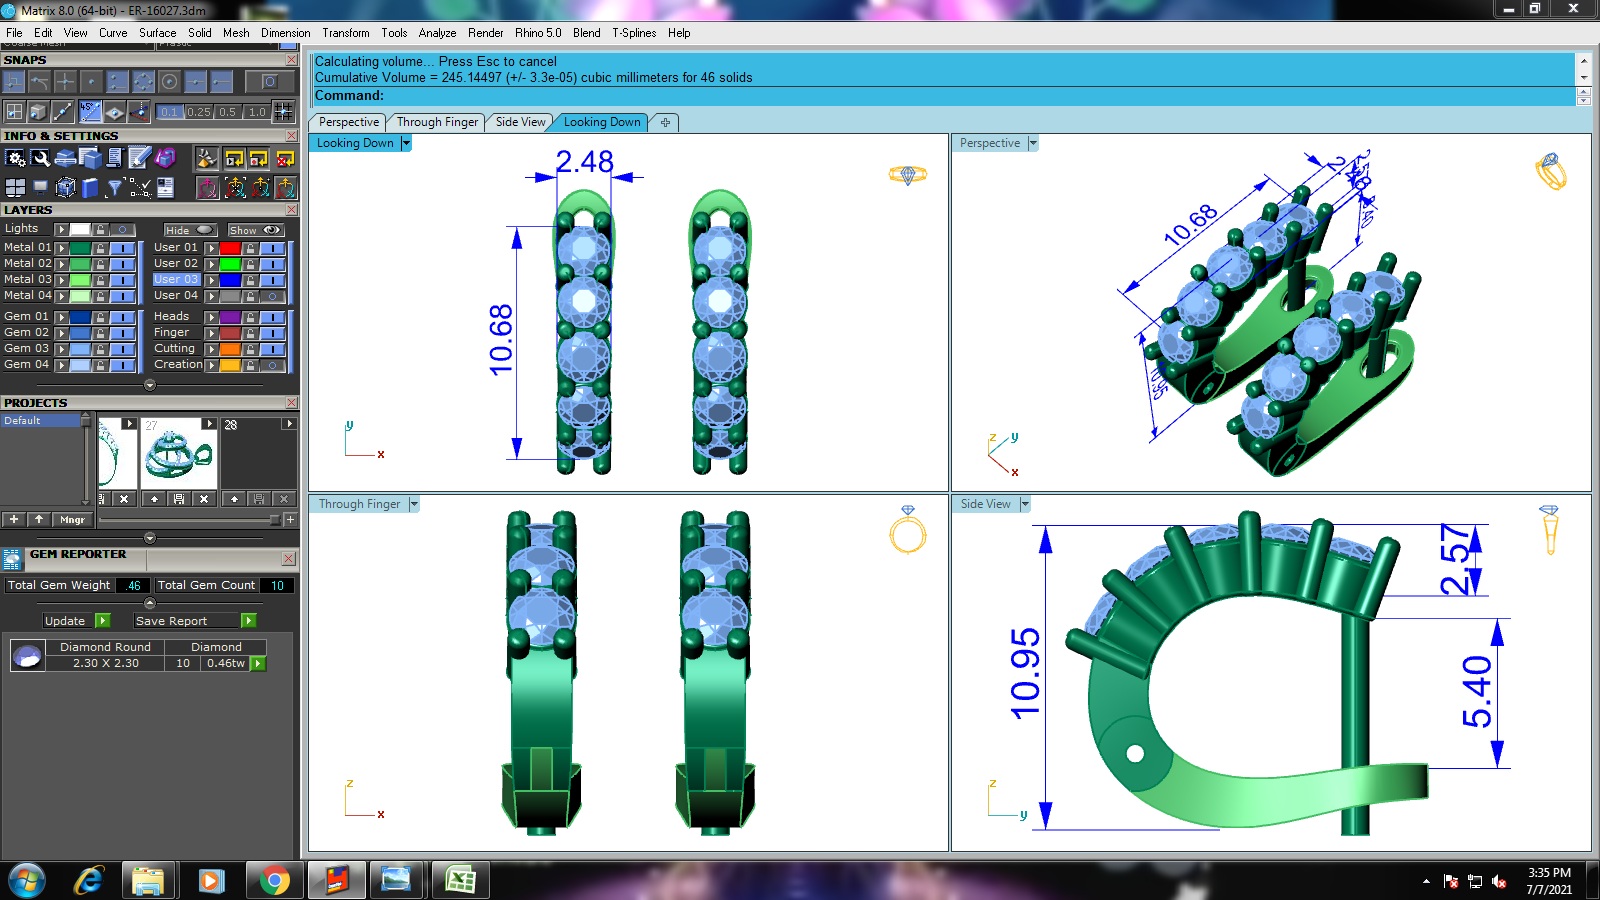 Matrix 8.0 (64-bit) - ER-16027.3dm
File Edit View Curve Surface Solid Mesh Dimension Transform Tools Analyze Render Rhino 5.0 Blend T-Splines Help
SNAPS
Calculating volume... Press Esc to cancel
Cumulative Volume = 245.14497 (+/- 3.3e-05) cubic millimeters for 46 solids
Command:
45° 0.1 0.25 0.5 1.0
Perspective Through Finger Side View Looking Down
INFO & SETTINGS
LAYERS
Lights Hide Show
Metal 01 User 01
Metal 02 User 02
Metal 03 User 03
Metal 04 User 04
Gem 01 Heads
Gem 02 Finger
Gem 03 Cutting
Gem 04 Creation
PROJECTS
Default
27 28
Mngr
GEM REPORTER
Total Gem Weight .46 Total Gem Count 10
Update Save Report
Diamond Round Diamond
2.30 X 2.30 10 0.46tw
Looking Down
2.48
10.68
y
x
Perspective
10.68
z
y
x
Through Finger
z
x
Side View
10.95
2.57
5.40
z
y
3:35 PM
7/7/2021